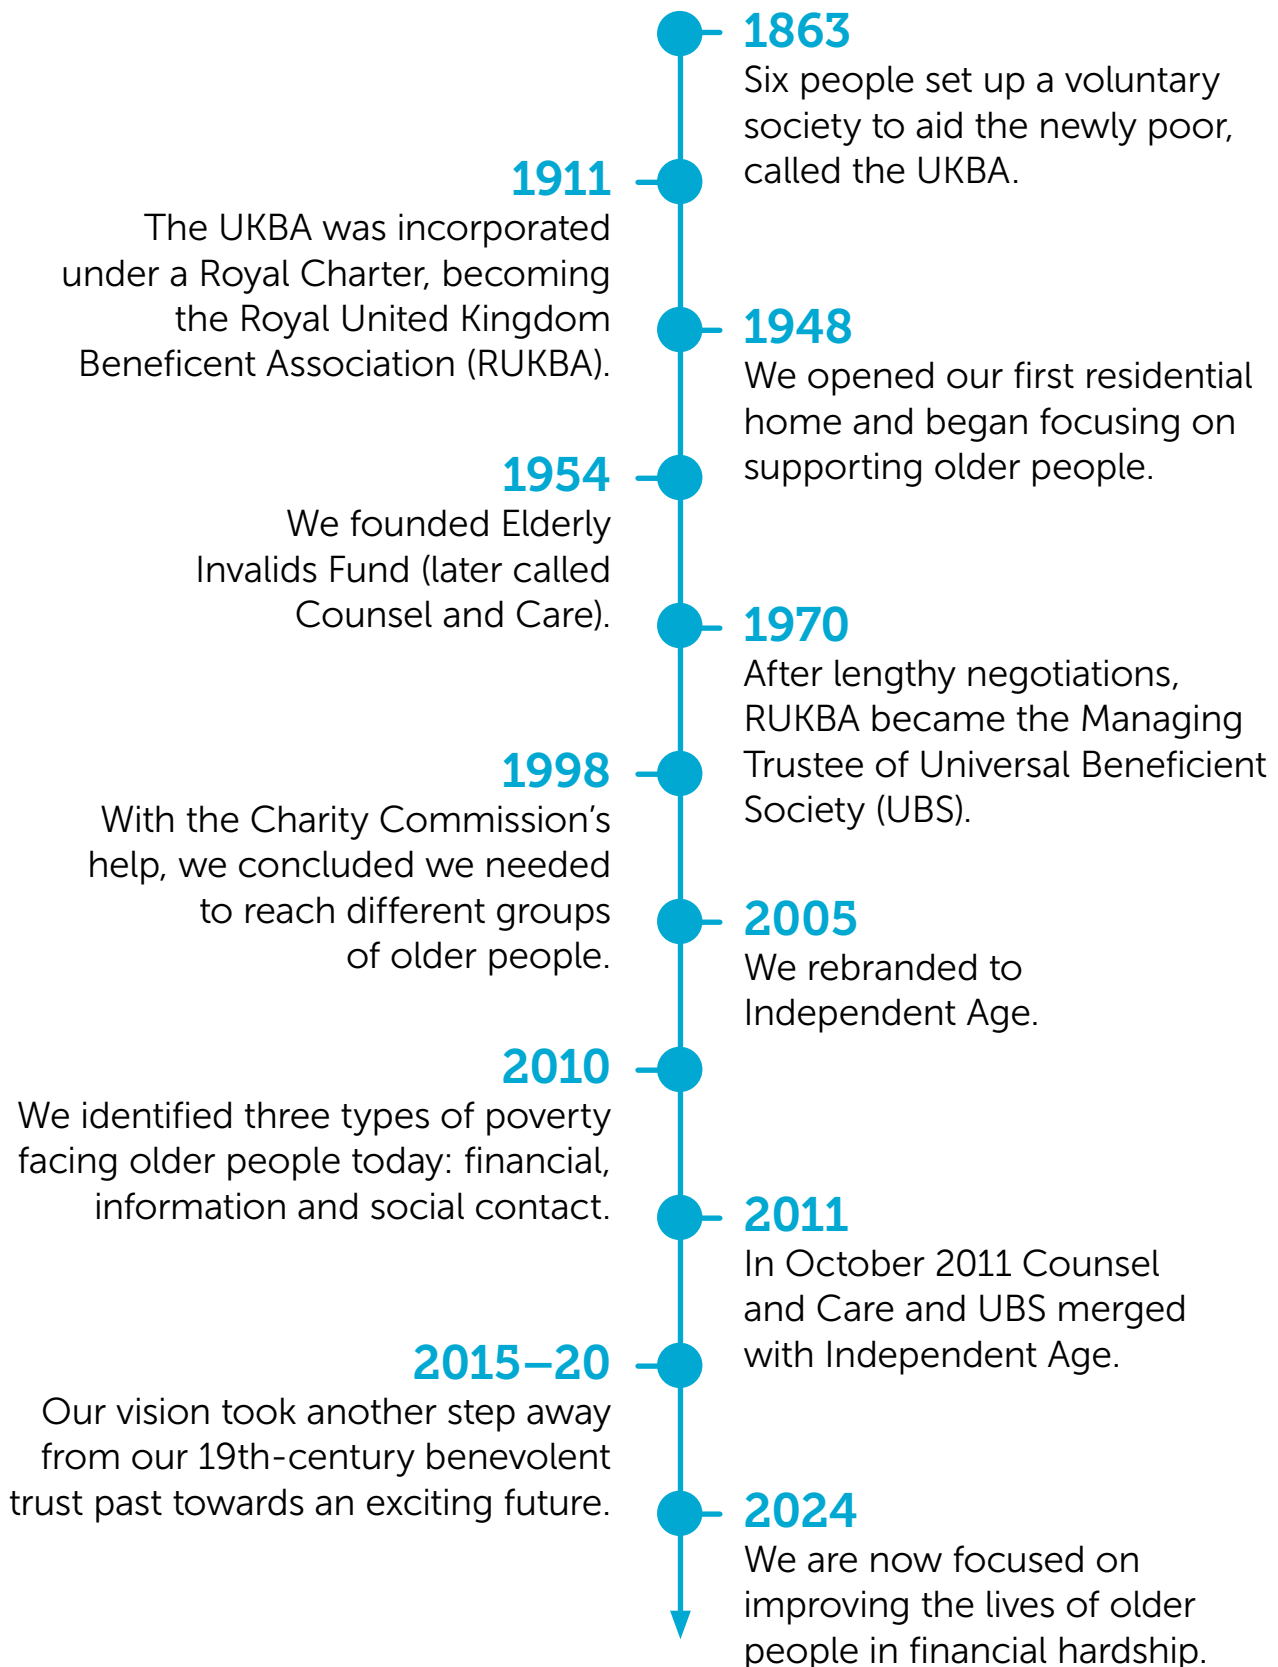 1863
Six people set up a voluntary
society to aid the newly poor,
called the UKBA.
1911
The UKBA was incorporated
under a Royal Charter, becoming
the Royal United Kingdom
Beneficent Association (RUKBA).
1948
We opened our first residential
home and began focusing on
supporting older people.
1954
We founded Elderly
Invalids Fund (later called
Counsel and Care).
1970
After lengthy negotiations,
RUKBA became the Managing
Trustee of Universal Beneficient
Society (UBS).
1998
With the Charity Commission’s
help, we concluded we needed
to reach different groups
of older people.
2005
We rebranded to
Independent Age.
2010
We identified three types of poverty
facing older people today: financial,
information and social contact.
2011
In October 2011 Counsel
and Care and UBS merged
with Independent Age.
2015–20
Our vision took another step away
from our 19th-century benevolent
trust past towards an exciting future.
2024
We are now focused on
improving the lives of older
people in financial hardship.